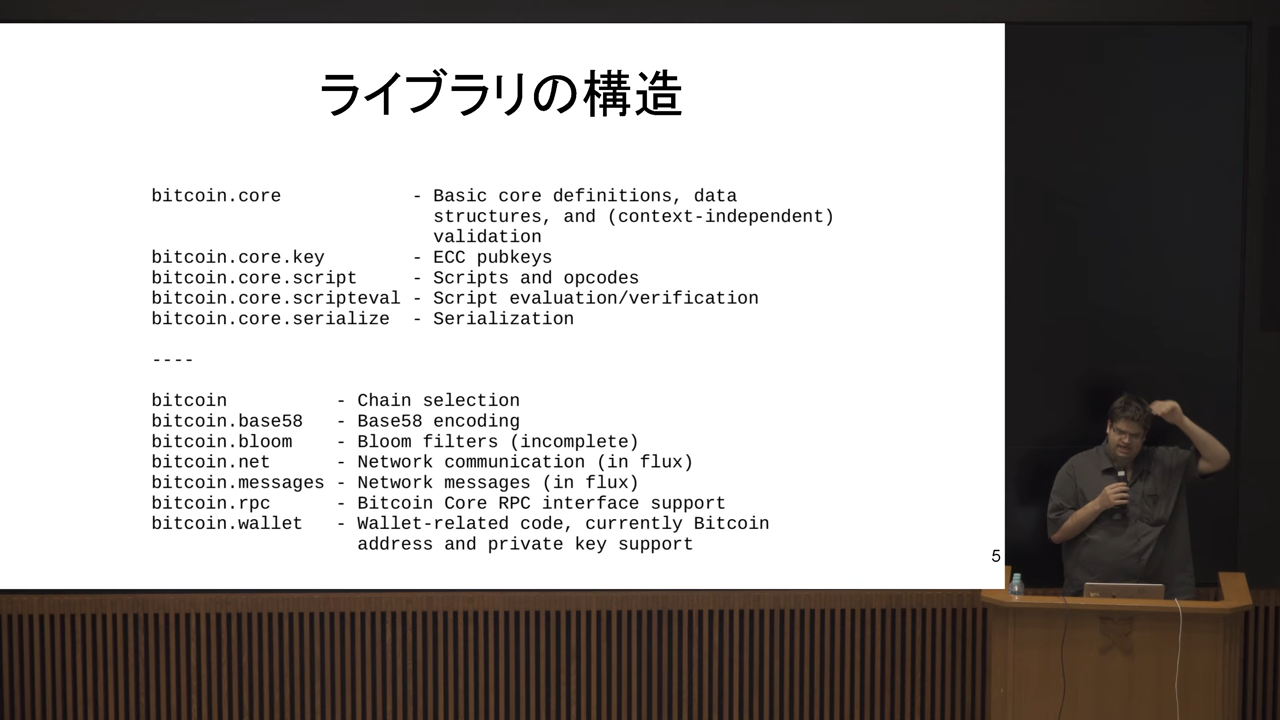 ライブラリの構造
bitcoin.core - Basic core definitions, data
structures, and (context-independent)
validation
bitcoin.core.key - ECC pubkeys
bitcoin.core.script - Scripts and opcodes
bitcoin.core.scripteval - Script evaluation/verification
bitcoin.core.serialize - Serialization
----
bitcoin - Chain selection
bitcoin.base58 - Base58 encoding
bitcoin.bloom - Bloom filters (incomplete)
bitcoin.net - Network communication (in flux)
bitcoin.messages - Network messages (in flux)
bitcoin.rpc - Bitcoin Core RPC interface support
bitcoin.wallet - Wallet-related code, currently Bitcoin
address and private key support
5